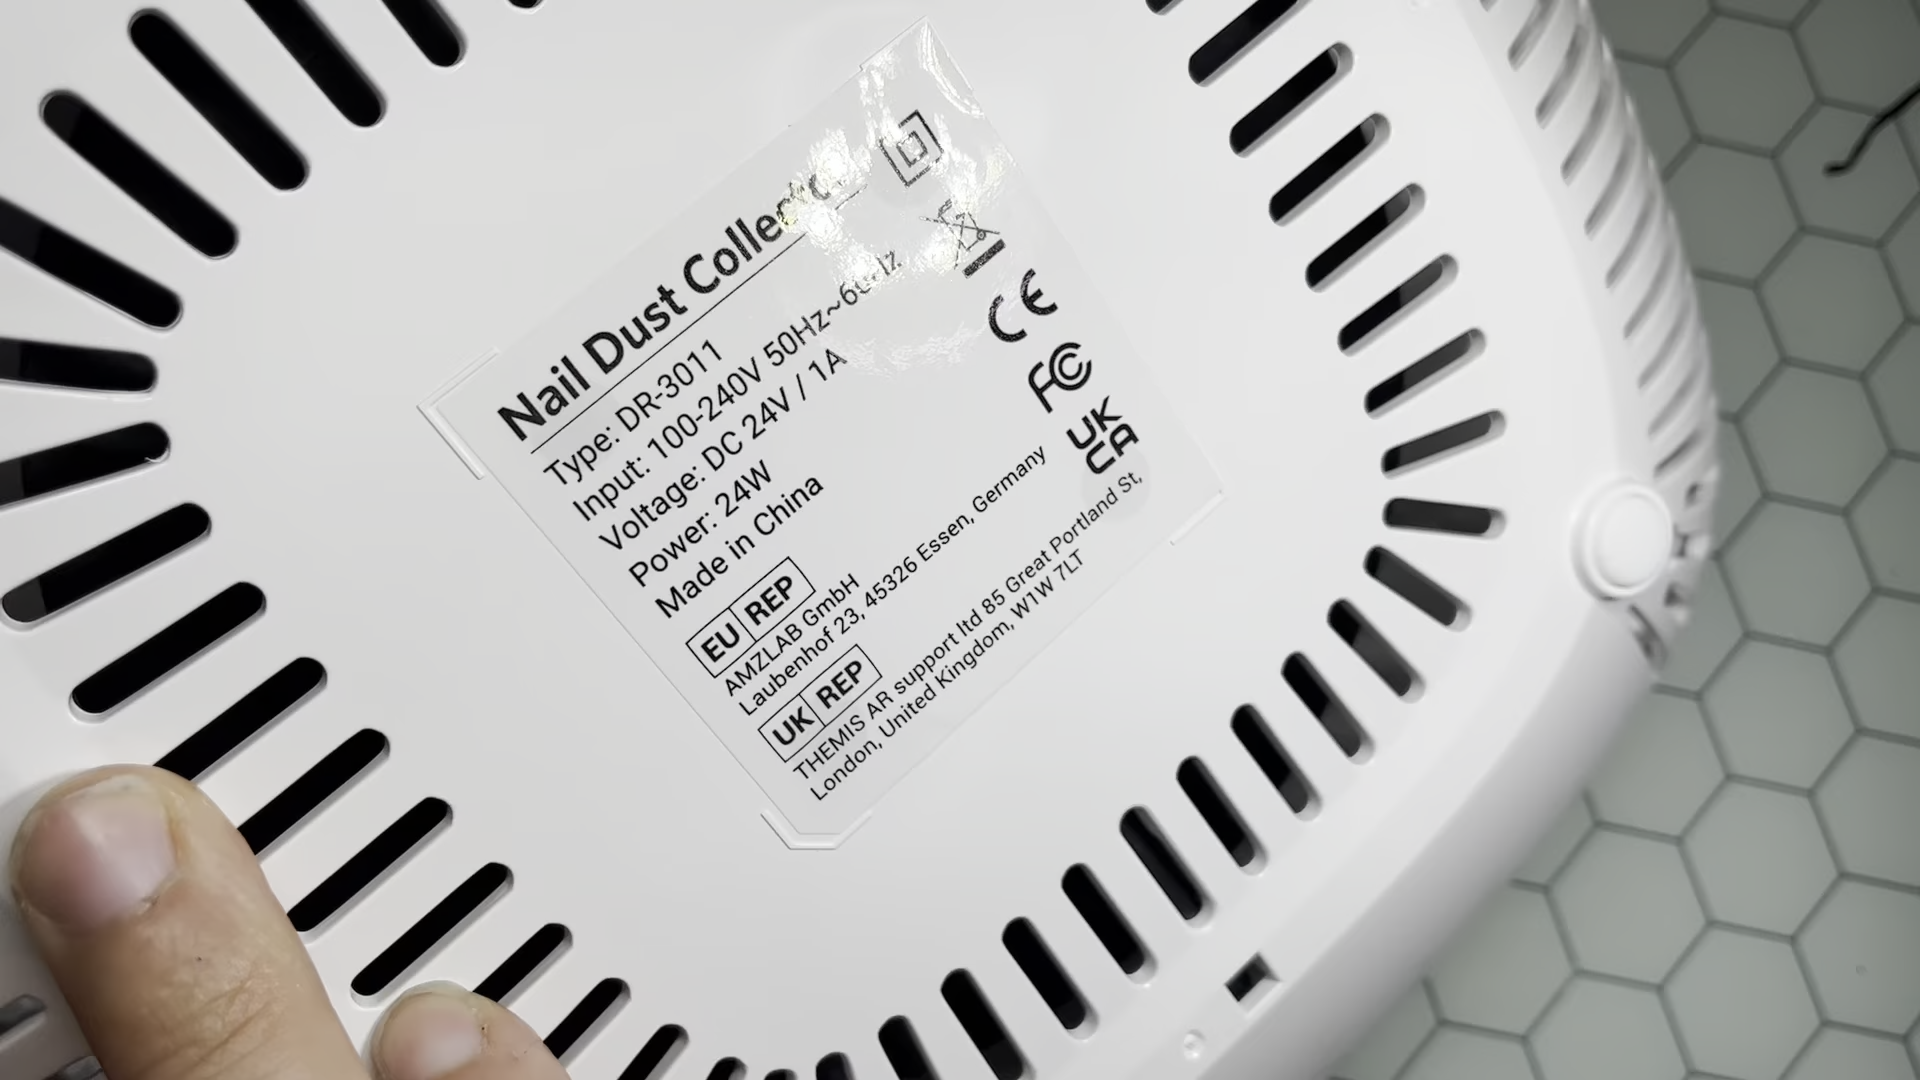 Nail Dust Collector
Type: DR-3011
Input: 100-240V 50Hz~60Hz
Voltage: DC 24V / 1A
Power: 24W
Made in China
EU REP
AMZLAB GmbH
Laubenhof 23, 45326 Essen, Germany
UK REP
THEMIS AR support ltd 85 Great Portland St,
London, United Kingdom, W1W 7LT
CE
FC
UK
CA